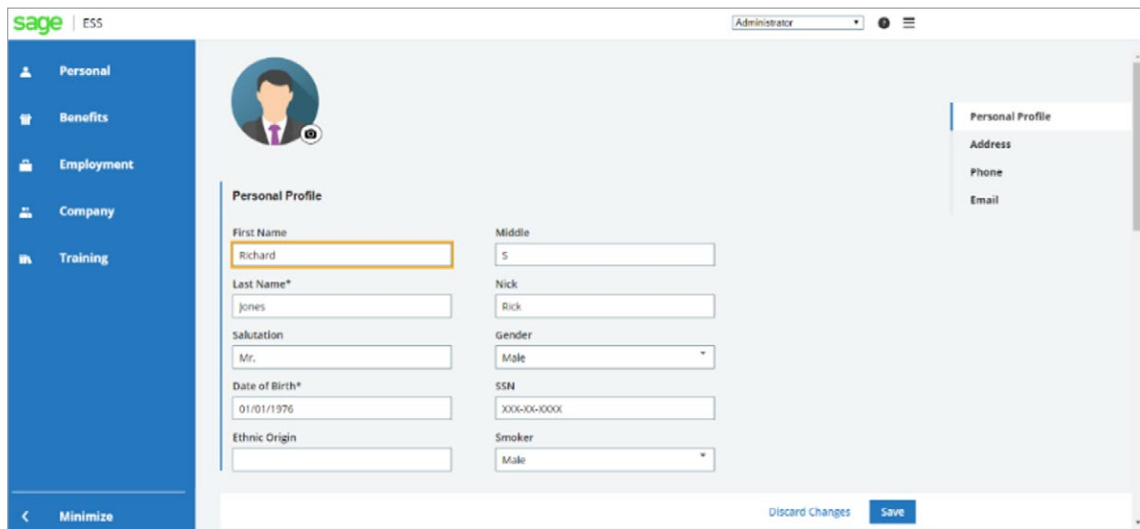 sage | ESS
Administrator
?
Personal
Benefits
Employment
Company
Training
Minimize
Personal Profile
Address
Phone
Email
Personal Profile
First Name Middle
Richard S
Last Name* Nick
Jones Rick
Salutation Gender
Mr. Male
Date of Birth* SSN
01/01/1976 XXX-XX-XXXX
Ethnic Origin Smoker
Male
Discard Changes Save